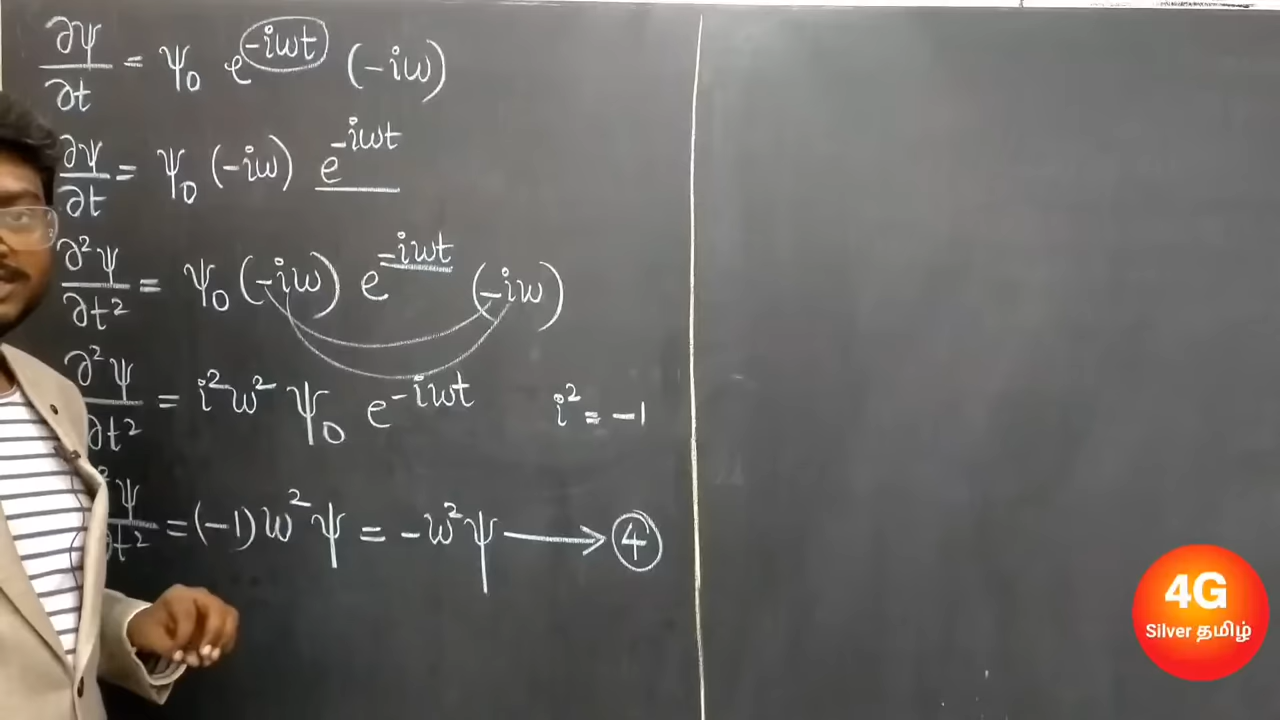 ∂ψ/∂t = ψ₀ e^(-iωt) (-iω)
∂ψ/∂t = ψ₀ (-iω) e^(-iωt)
∂²ψ/∂t² = ψ₀ (-iω) e^(-iωt) (-iω)
∂²ψ/∂t² = i²ω² ψ₀ e^(-iωt) i² = -1
²ψ/∂t² = (-1)ω²ψ = -ω²ψ ⟶ ④
4G
Silver தமிழ்